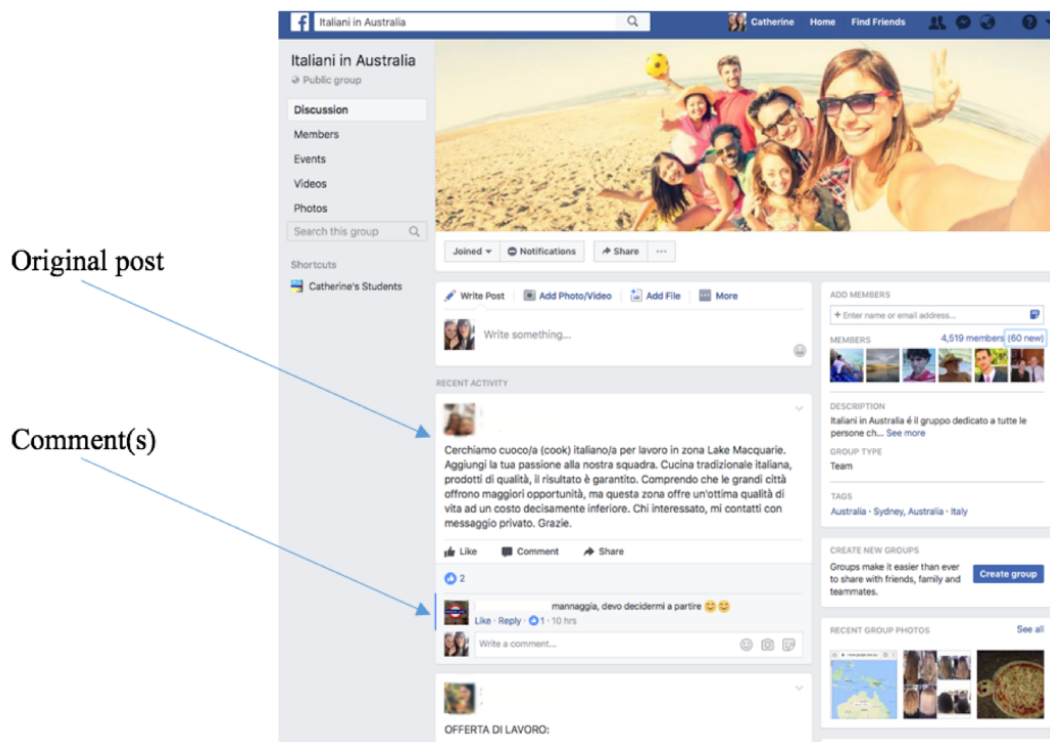 Italiani in Australia
Catherine Home Find Friends
Italiani in Australia
Public group
Discussion
Members
Events
Videos
Photos
Search this group
Shortcuts
Catherine's Students
Original post
Comment(s)
Joined Notifications Share ...
Write Post Add Photo/Video Add File More
Write something...
RECENT ACTIVITY
Cerchiamo cuoco/a (cook) italiano/a per lavoro in zona Lake Macquarie.
Aggiungi la tua passione alla nostra squadra. Cucina tradizionale italiana,
prodotti di qualità, il risultato è garantito. Comprendo che le grandi città
offrono maggiori opportunità, ma questa zona offre un'ottima qualità di
vita ad un costo decisamente inferiore. Chi interessato, mi contatti con
messaggio privato. Grazie.
Like Comment Share
2
mannaggia, devo decidermi a partire 😊😊
Like · Reply · 1 · 10 hrs
Write a comment...
OFFERTA DI LAVORO:
ADD MEMBERS
+ Enter name or email address...
MEMBERS 4,519 members (60 new)
DESCRIPTION
Italiani in Australia é il gruppo dedicato a tutte le
persone ch... See more
GROUP TYPE
Team
TAGS
Australia · Sydney, Australia · Italy
CREATE NEW GROUPS
Groups make it easier than ever
to share with friends, family and
teammates.
Create group
RECENT GROUP PHOTOS See all